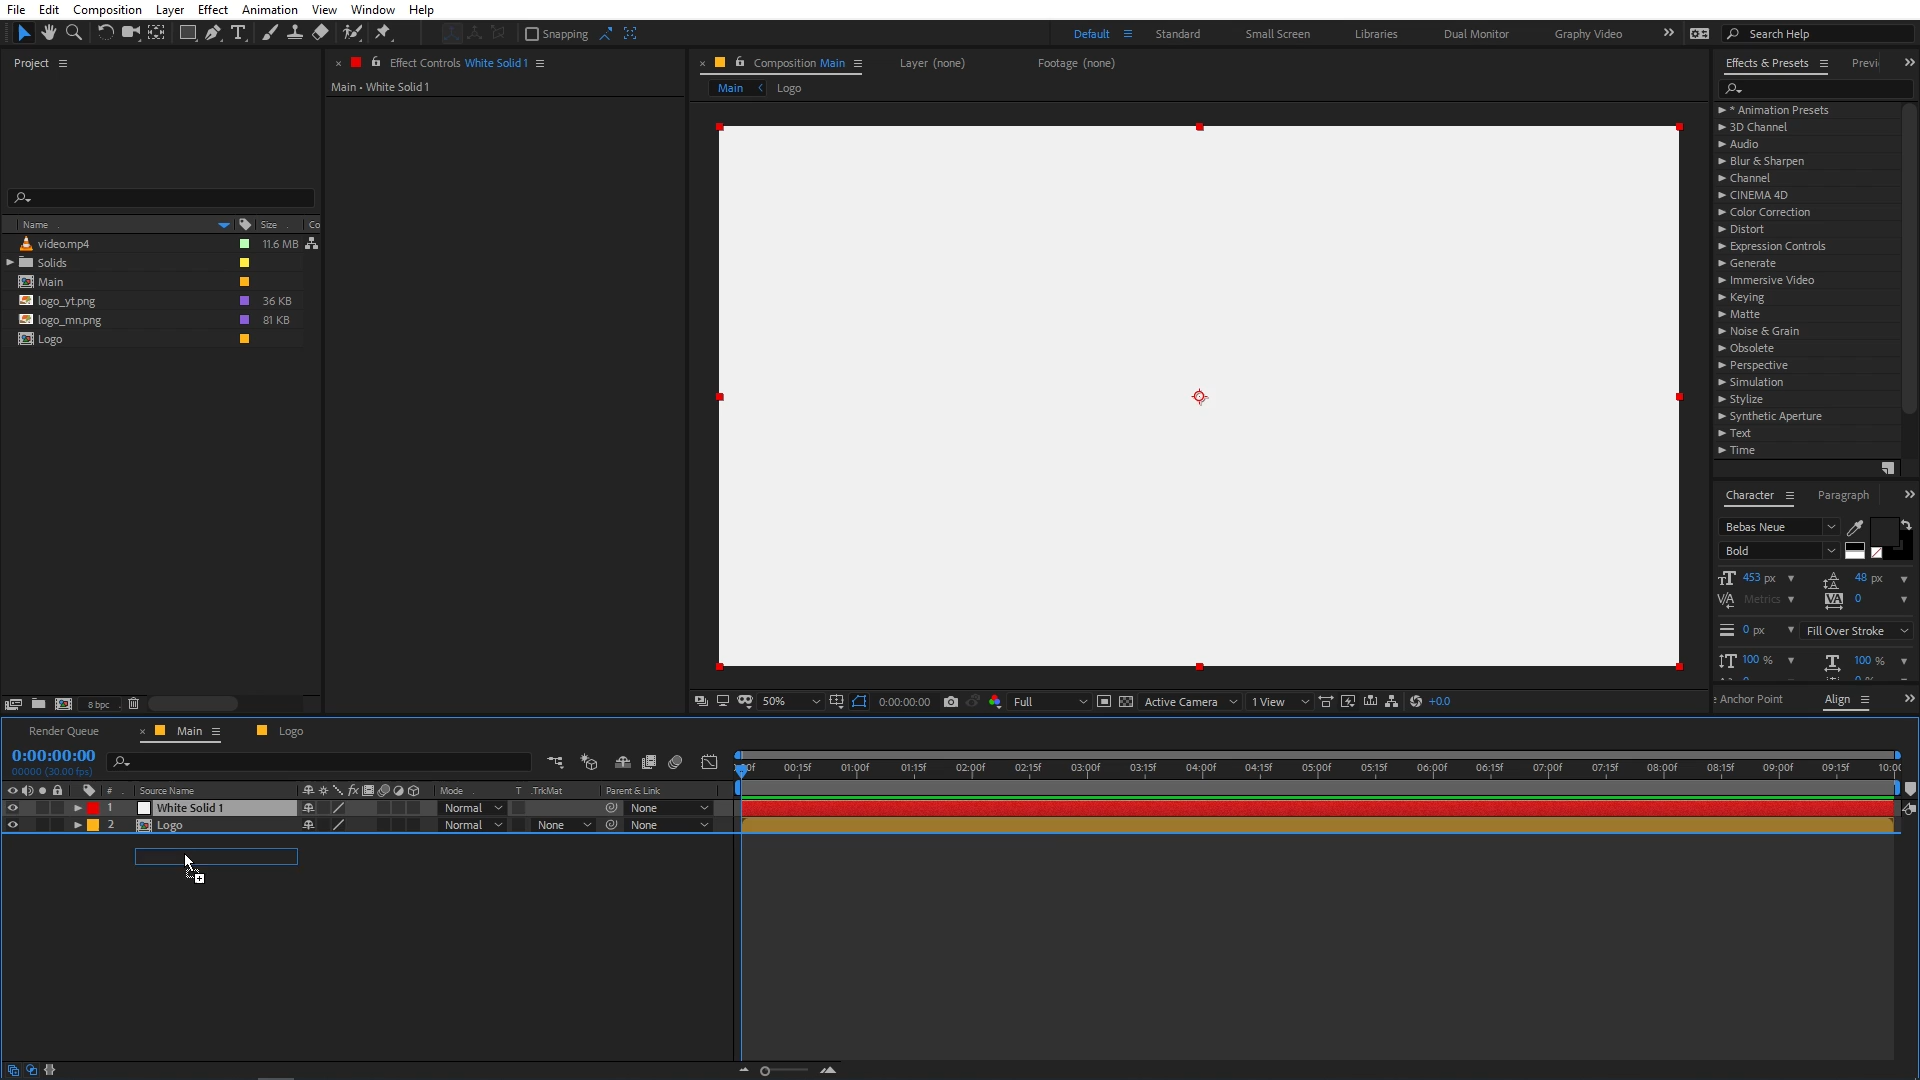 File Edit Composition Layer Effect Animation View Window Help
Snapping Default Standard Small Screen Libraries Dual Monitor Graphy Video Search Help
Project Effect Controls White Solid 1 Composition Main Layer (none) Footage (none) Effects & Presets Previ
Main • White Solid 1 Main Logo
* Animation Presets
3D Channel
Audio
Blur & Sharpen
Channel
CINEMA 4D
Color Correction
Distort
Expression Controls
Generate
Immersive Video
Keying
Matte
Noise & Grain
Obsolete
Perspective
Simulation
Stylize
Synthetic Aperture
Text
Time
Name Size Co
video.mp4 11.6 MB
Solids
Main
logo_yt.png 36 KB
logo_mn.png 81 KB
Logo
Character Paragraph
Bebas Neue
Bold
453 px 48 px
Metrics 0
0 px Fill Over Stroke
100 % 100 %
8 bpc 50% 0:00:00:00 Full Active Camera 1 View +0.0
e Anchor Point Align
Render Queue Main Logo
0:00:00:00
00000 (30.00 fps)
:00f 00:15f 01:00f 01:15f 02:00f 02:15f 03:00f 03:15f 04:00f 04:15f 05:00f 05:15f 06:00f 06:15f 07:00f 07:15f 08:00f 08:15f 09:00f 09:15f 10:00
# Source Name fx Mode T .TrkMat Parent & Link
1 White Solid 1 Normal None
2 Logo Normal None None